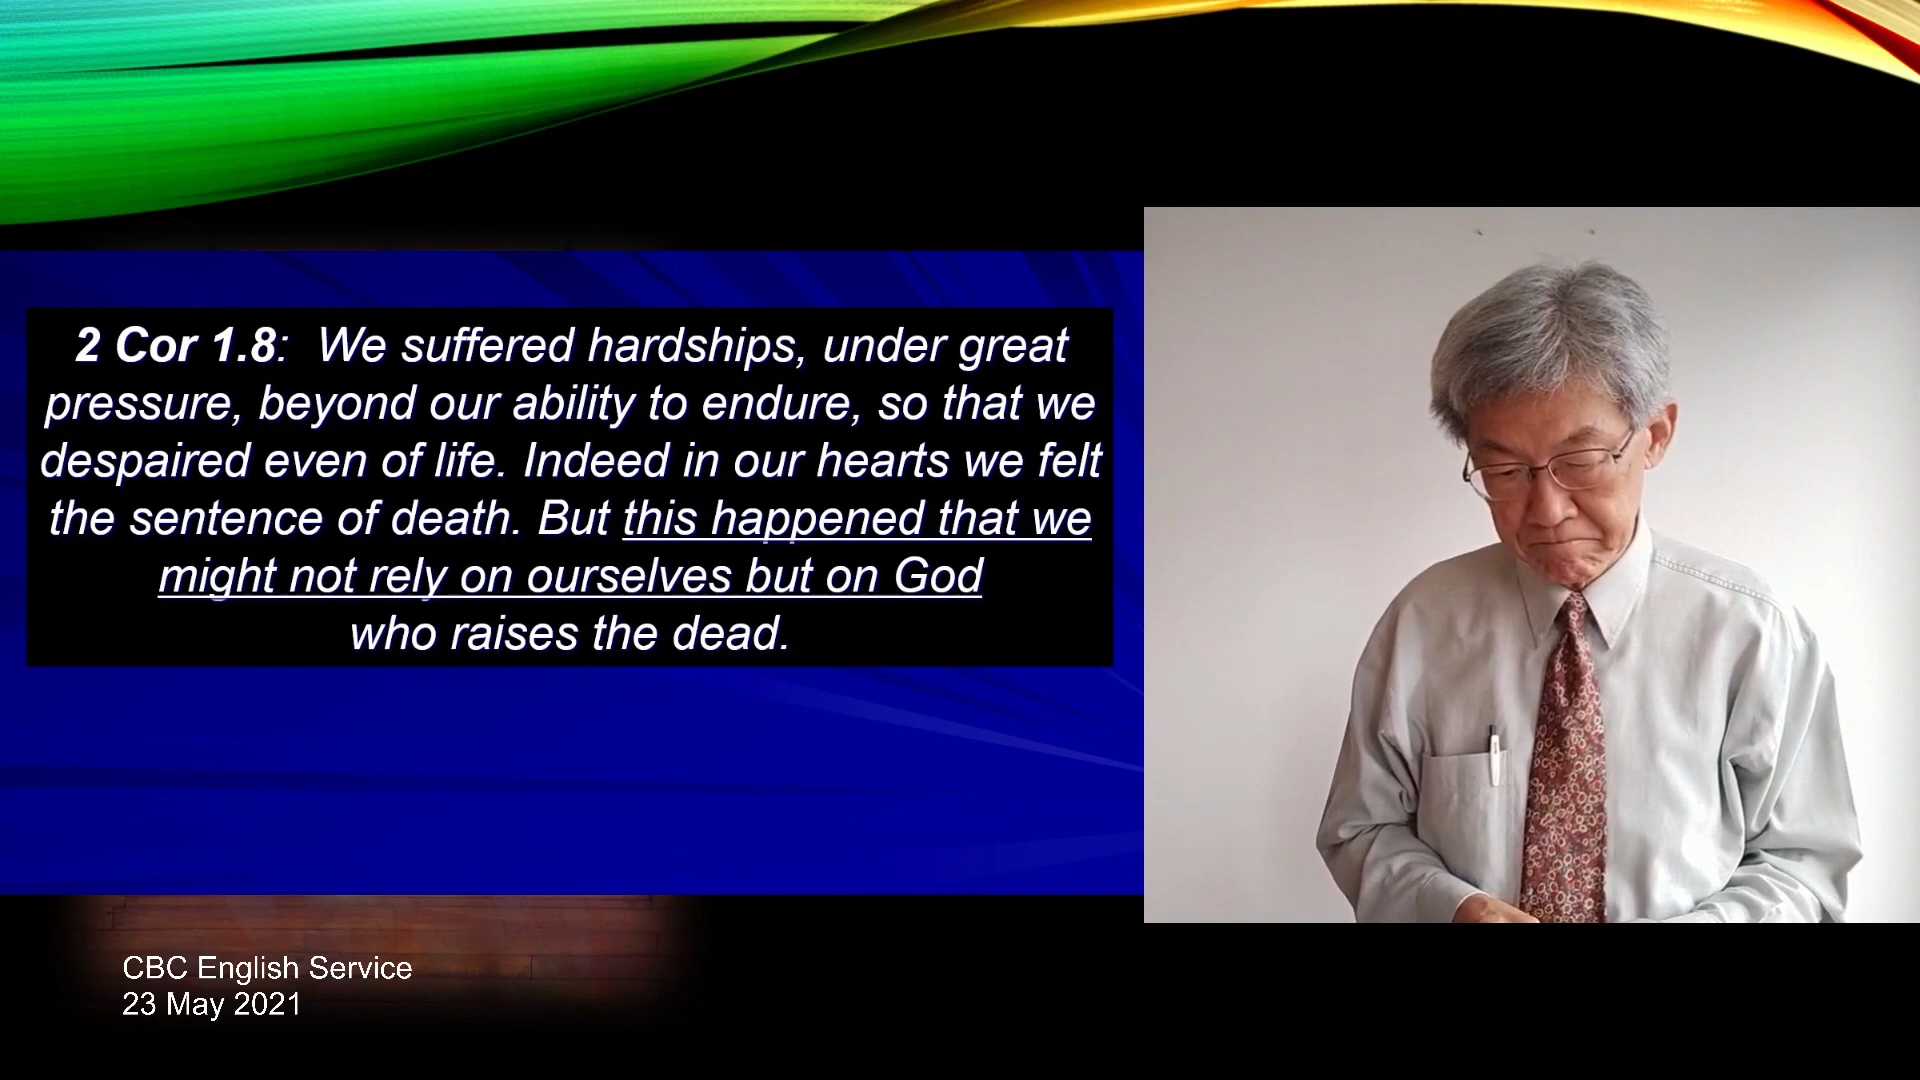 2 Cor 1.8:  We suffered hardships, under great
pressure, beyond our ability to endure, so that we
despaired even of life. Indeed in our hearts we felt
the sentence of death. But this happened that we
might not rely on ourselves but on God
who raises the dead.
CBC English Service
23 May 2021